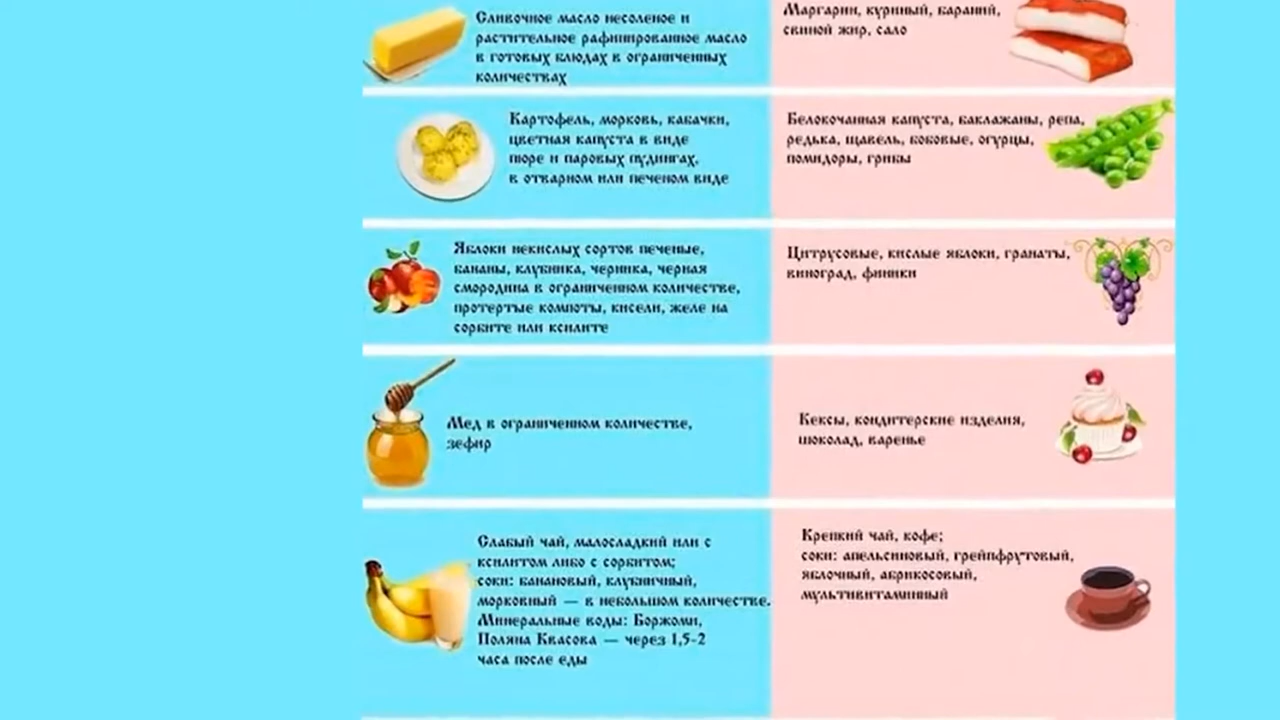 Сливочное масло несоленое и
растительное рафинированное масло
в готовых блюдах в ограниченных
количествах
Маргарин, куриный, бараний,
свиной жир, сало
Картофель, морковь, кабачки,
цветная капуста в виде
пюре и паровых пудингах,
в отварном или печеном виде
Белокочанная капуста, баклажаны, репа,
редька, щавель, бобовые, огурцы,
помидоры, грибы
Яблоки некислых сортов печеные,
бананы, клубника, черника, черная
смородина в ограниченном количестве,
протертые компоты, кисели, желе на
сорбите или ксилите
Цитрусовые, кислые яблоки, гранаты,
виноград, финики
Мед в ограниченном количестве,
зефир
Кексы, кондитерские изделия,
шоколад, варенье
Слабый чай, малосладкий или с
ксилитом либо с сорбитом;
соки: банановый, клубничный,
морковный — в небольшом количестве.
Минеральные воды: Боржоми,
Поляна Квасова — через 1,5-2
часа после еды
Крепкий чай, кофе;
соки: апельсиновый, грейпфрутовый,
яблочный, абрикосовый,
мультивитаминный